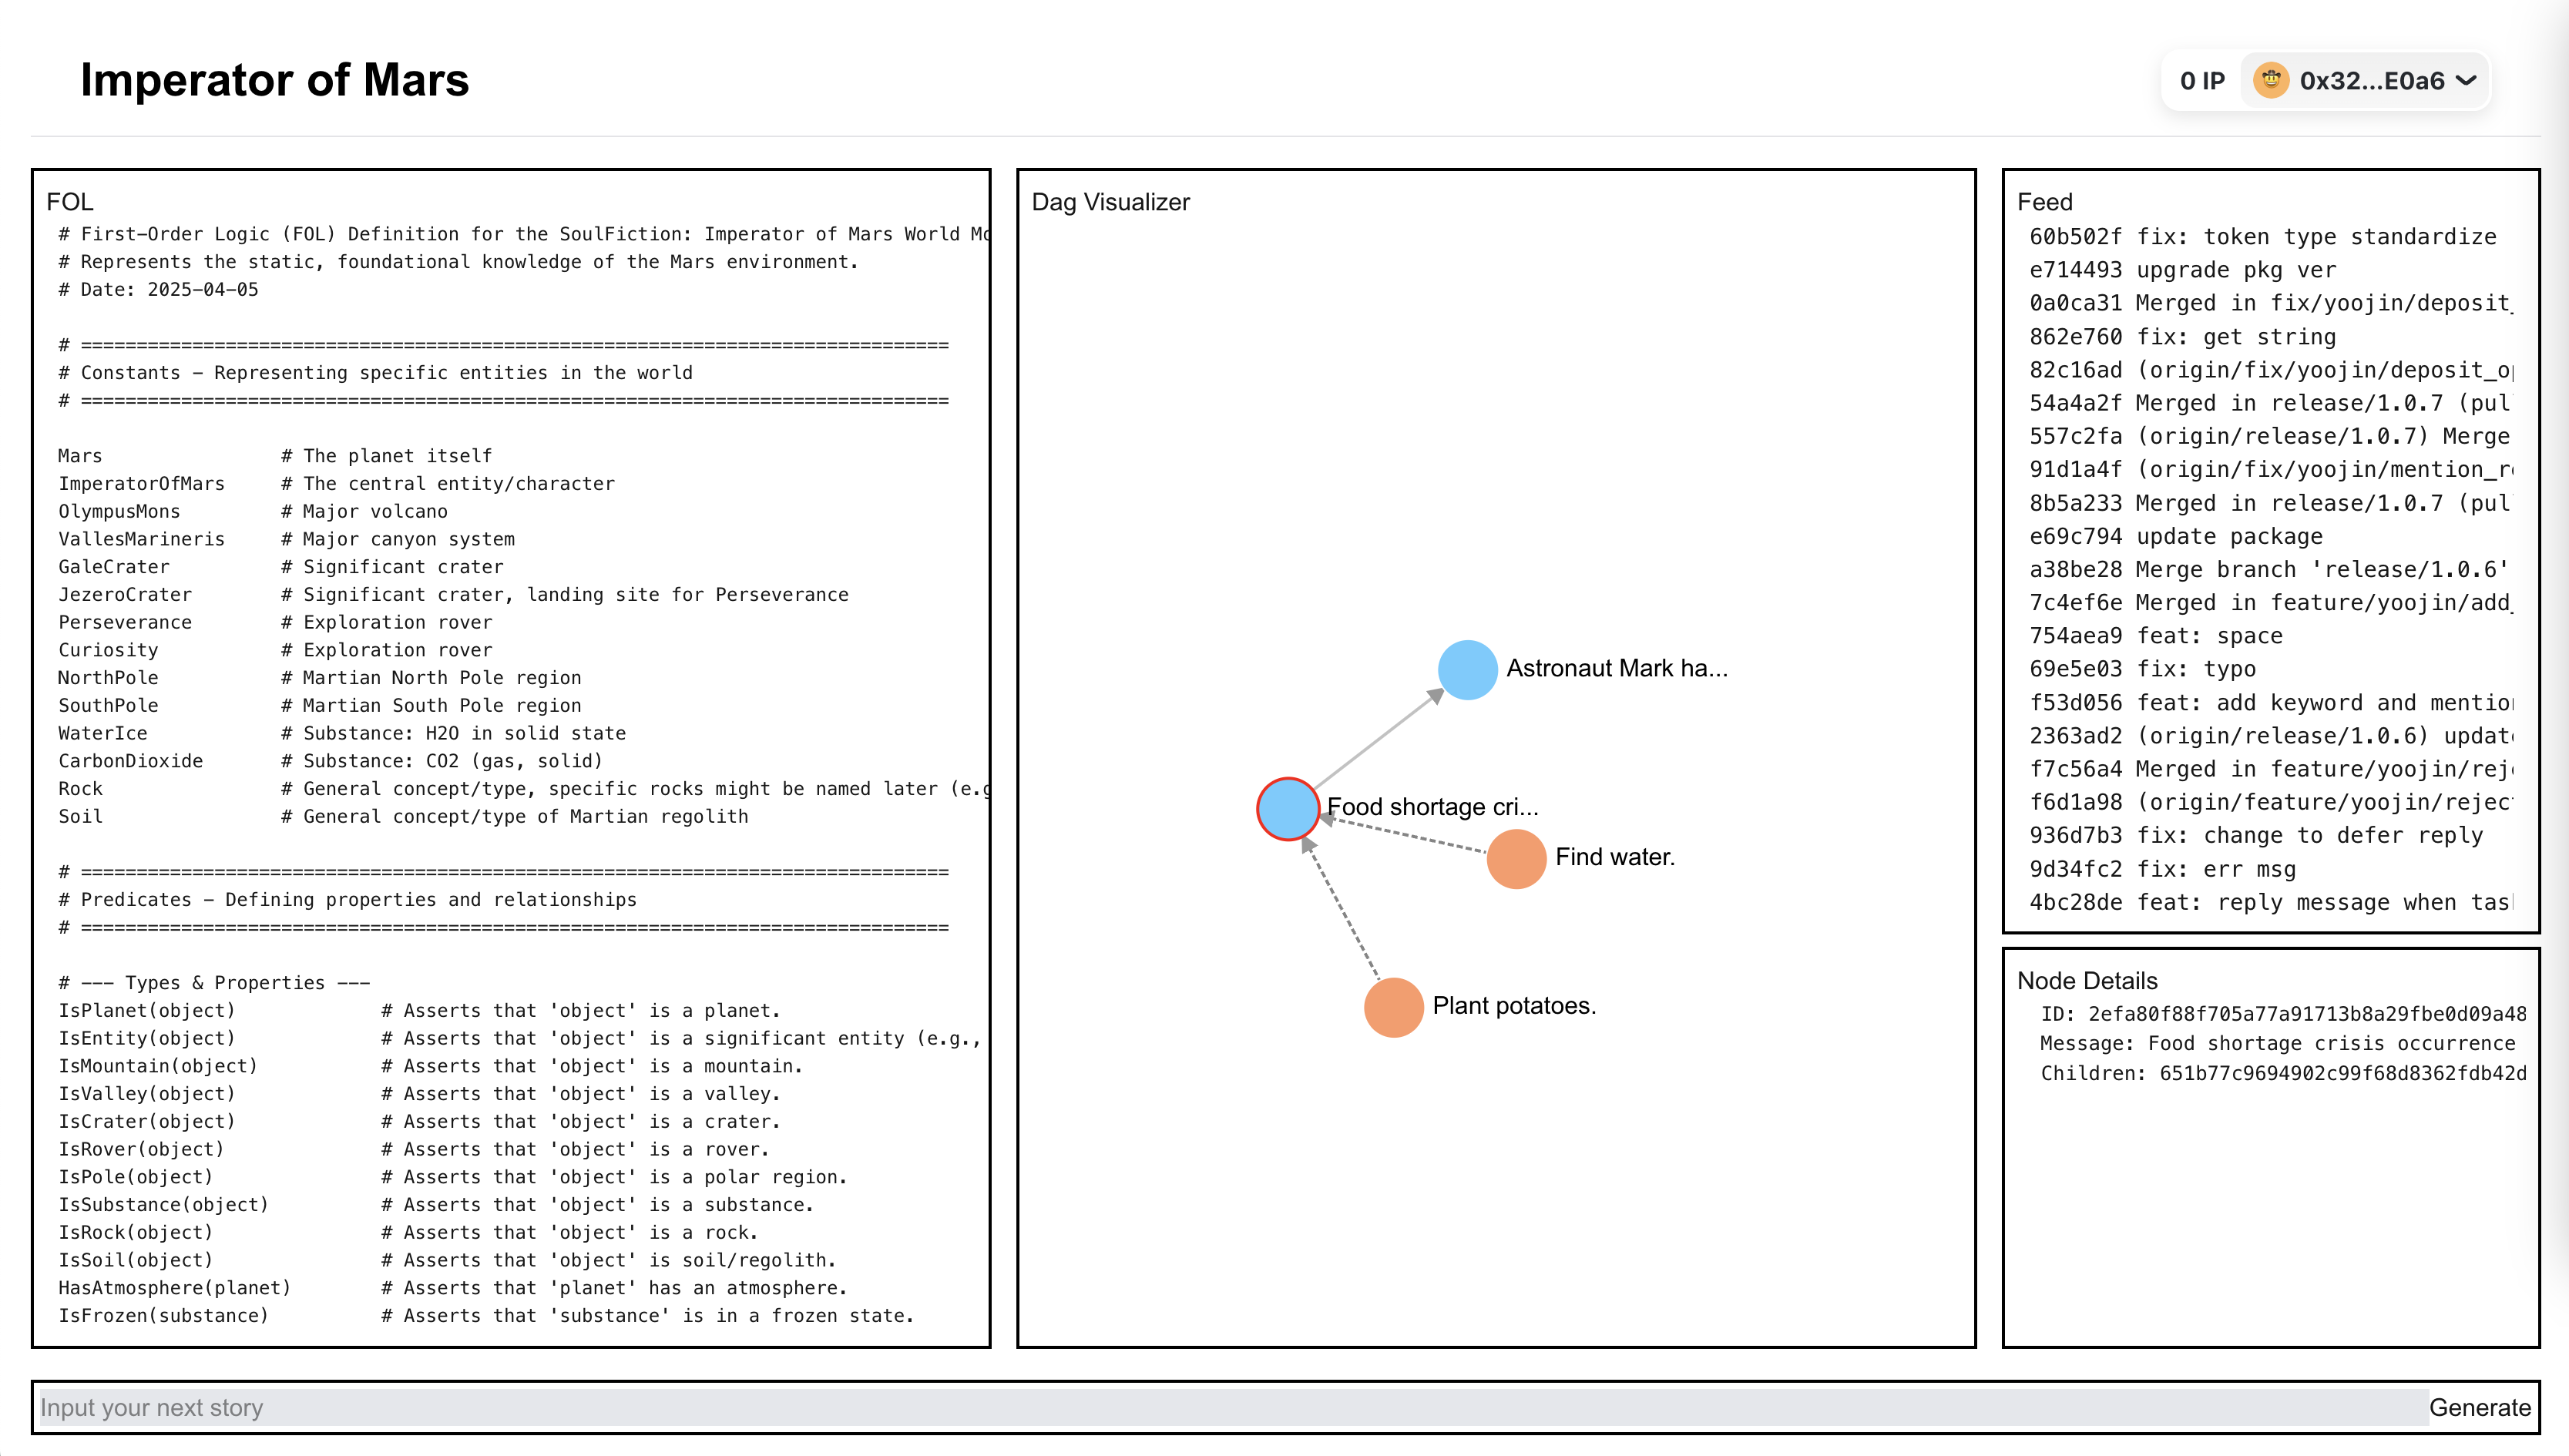 Imperator of Mars
0 IP
0x32...E0a6
FOL
# First-Order Logic (FOL) Definition for the SoulFiction: Imperator of Mars World
# Represents the static, foundational knowledge of the Mars environment.
# Date: 2025-04-05
# ==============================================================================
# Constants - Representing specific entities in the world
# ==============================================================================
Mars # The planet itself
ImperatorOfMars # The central entity/character
OlympusMons # Major volcano
VallesMarineris # Major canyon system
GaleCrater # Significant crater
JezeroCrater # Significant crater, landing site for Perseverance
Perseverance # Exploration rover
Curiosity # Exploration rover
NorthPole # Martian North Pole region
SouthPole # Martian South Pole region
WaterIce # Substance: H2O in solid state
CarbonDioxide # Substance: CO2 (gas, solid)
Rock # General concept/type, specific rocks might be named later (e.g
Soil # General concept/type of Martian regolith
# ==============================================================================
# Predicates - Defining properties and relationships
# ==============================================================================
# --- Types & Properties ---
IsPlanet(object) # Asserts that 'object' is a planet.
IsEntity(object) # Asserts that 'object' is a significant entity (e.g.,
IsMountain(object) # Asserts that 'object' is a mountain.
IsValley(object) # Asserts that 'object' is a valley.
IsCrater(object) # Asserts that 'object' is a crater.
IsRover(object) # Asserts that 'object' is a rover.
IsPole(object) # Asserts that 'object' is a polar region.
IsSubstance(object) # Asserts that 'object' is a substance.
IsRock(object) # Asserts that 'object' is a rock.
IsSoil(object) # Asserts that 'object' is soil/regolith.
HasAtmosphere(planet) # Asserts that 'planet' has an atmosphere.
IsFrozen(substance) # Asserts that 'substance' is in a frozen state.
Dag Visualizer
Astronaut Mark ha...
Food shortage cri...
Find water.
Plant potatoes.
Feed
60b502f fix: token type standardize
e714493 upgrade pkg ver
0a0ca31 Merged in fix/yoojin/deposit_
862e760 fix: get string
82c16ad (origin/fix/yoojin/deposit_o
54a4a2f Merged in release/1.0.7 (pul
557c2fa (origin/release/1.0.7) Merge
91d1a4f (origin/fix/yoojin/mention_r
8b5a233 Merged in release/1.0.7 (pul
e69c794 update package
a38be28 Merge branch 'release/1.0.6'
7c4ef6e Merged in feature/yoojin/add_
754aea9 feat: space
69e5e03 fix: typo
f53d056 feat: add keyword and mentio
2363ad2 (origin/release/1.0.6) updat
f7c56a4 Merged in feature/yoojin/rej
f6d1a98 (origin/feature/yoojin/rejec
936d7b3 fix: change to defer reply
9d34fc2 fix: err msg
4bc28de feat: reply message when tas
Node Details
ID: 2efa80f88f705a77a91713b8a29fbe0d09a48
Message: Food shortage crisis occurrence
Children: 651b77c9694902c99f68d8362fdb42d
Input your next story
Generate